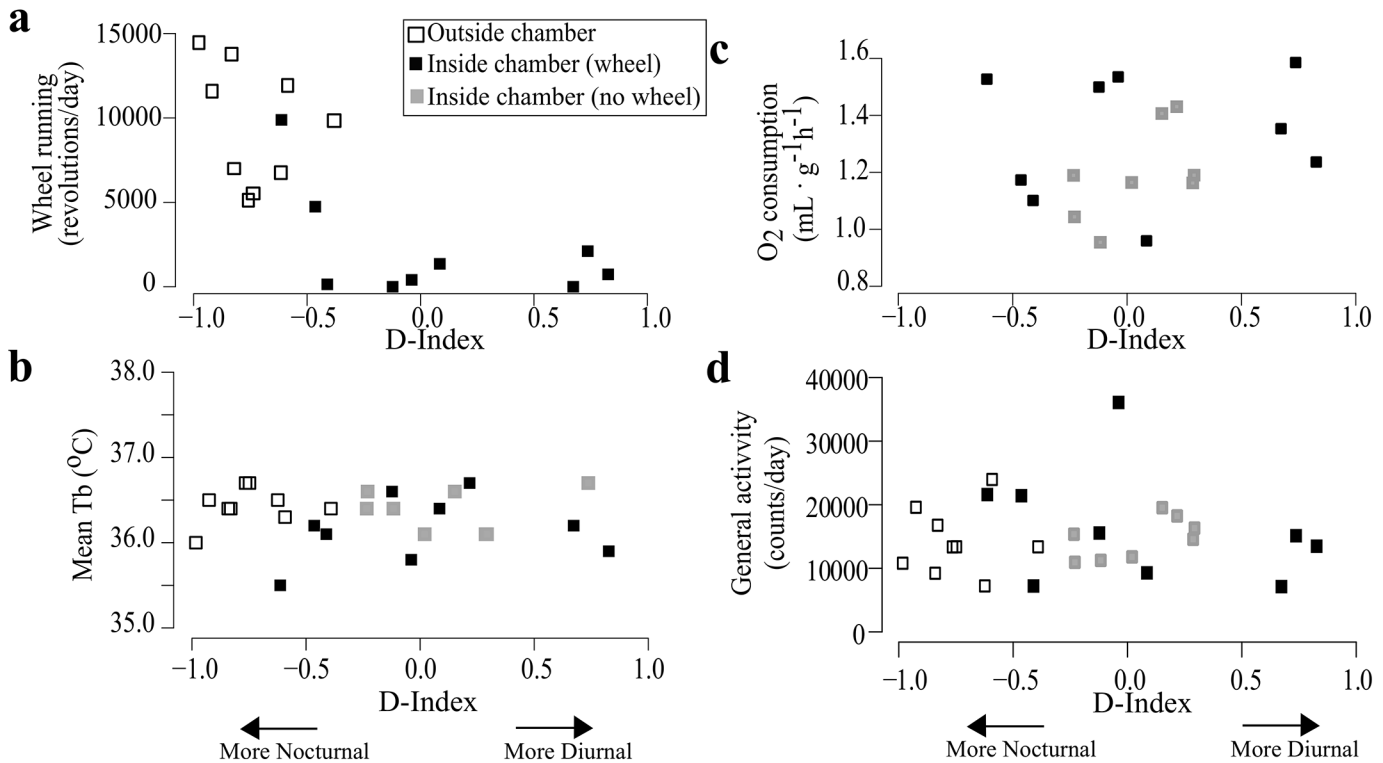 a
15000
10000
5000
0
Wheel running
(revolutions/day)
−1.0 −0.5 0.0 0.5 1.0
D-Index
Outside chamber
Inside chamber (wheel)
Inside chamber (no wheel)
c
1.6
1.4
1.2
1.0
0.8
O2 consumption
(mL · g-1h-1)
−1.0 −0.5 0.0 0.5 1.0
D-Index
b
38.0
37.0
36.0
35.0
Mean Tb (oC)
−1.0 −0.5 0.0 0.5 1.0
D-Index
More Nocturnal More Diurnal
d
40000
30000
20000
10000
0
General activvity
(counts/day)
−1.0 −0.5 0.0 0.5 1.0
D-Index
More Nocturnal More Diurnal